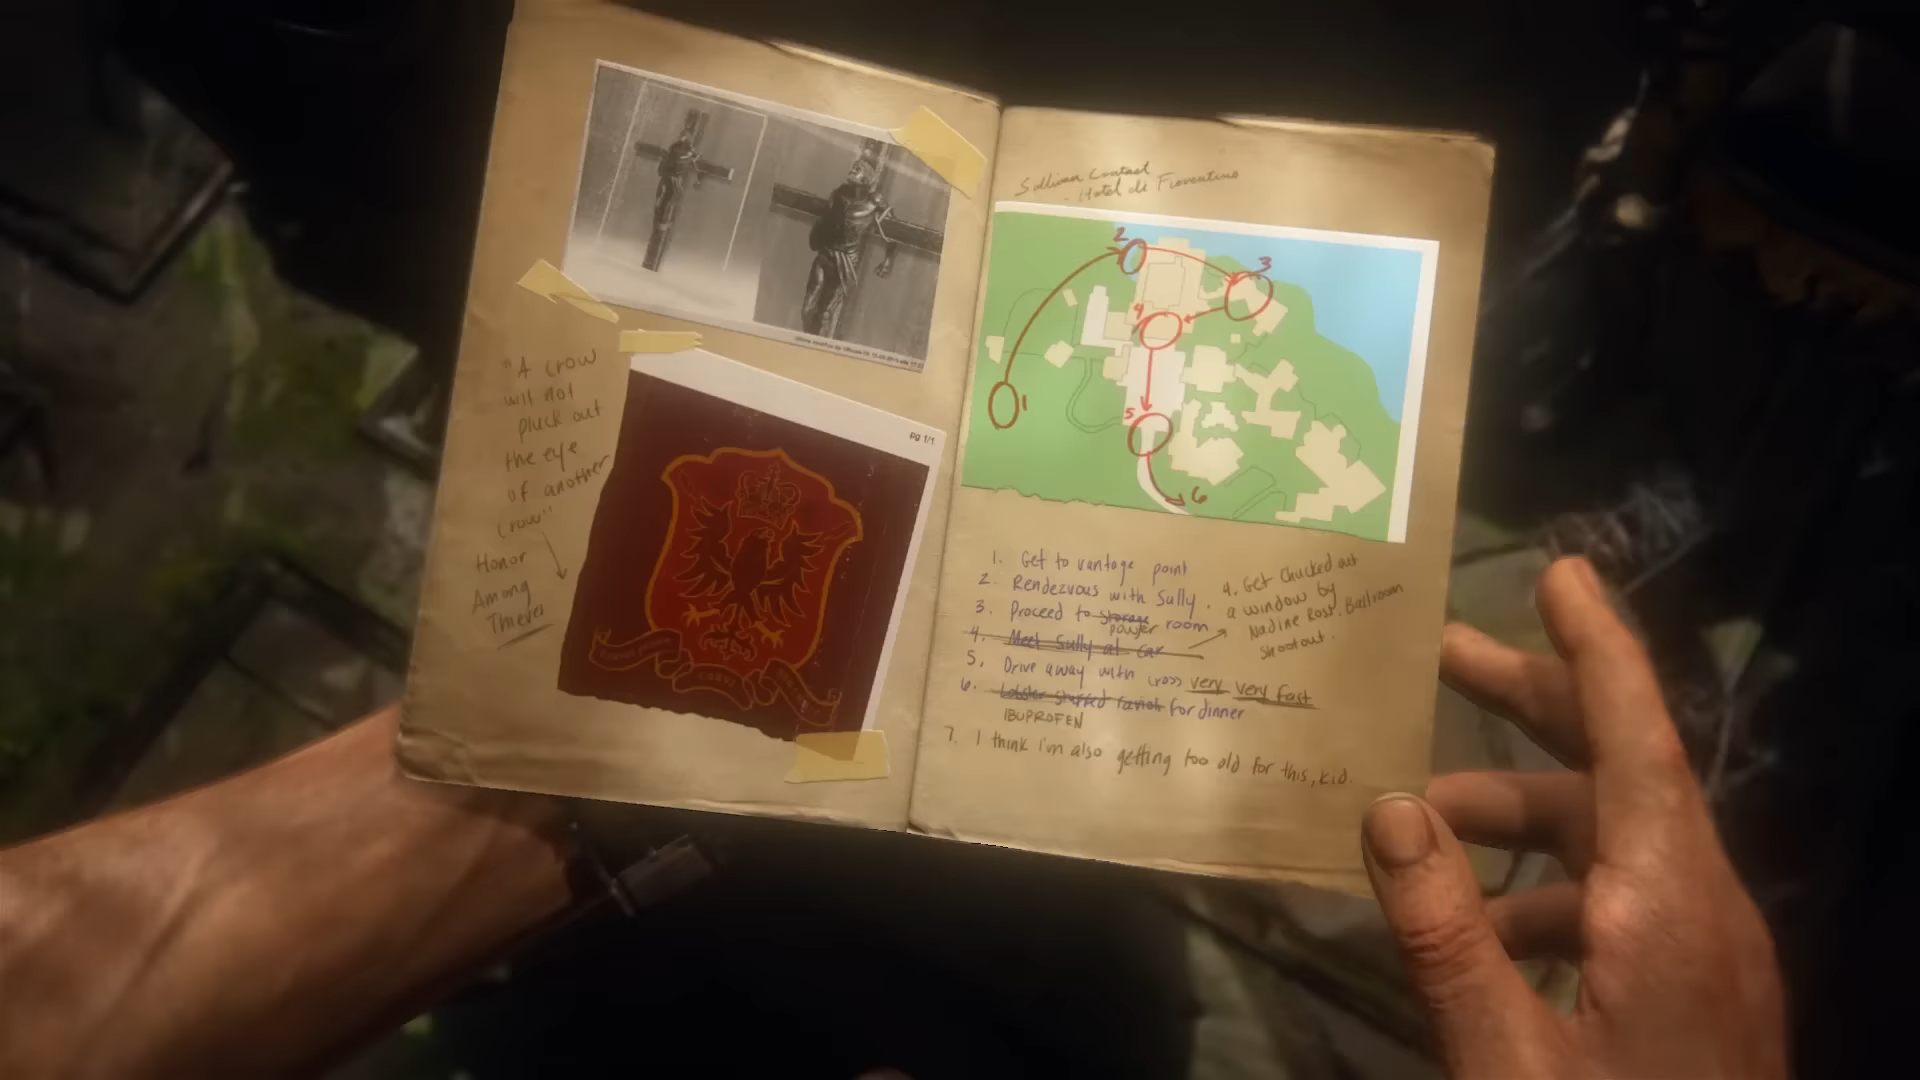 "A crow
will not
pluck out
the eye
of another
crow"
Honor
Among
Thieves
pg 1/1
Sullivan Contact
- Hotel di Fiorentino
2
3
4
1
5
6
1. Get to vantage point
2. Rendezvous with Sully.
3. Proceed to storage room
power
4. Meet Sully at car
4. Get chucked out
a window by
Nadine Ross. Ballroom
shootout.
5. Drive away with cross very very fast
6. Lobster stuffed ravioli for dinner
IBUPROFEN
7. I think I'm also getting too old for this, kid.